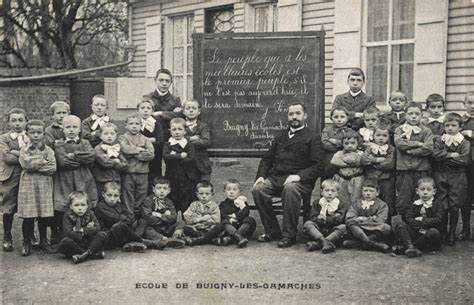 Le peuple qui a les
meilleures écoles est
le premier peuple, s'il
ne l'est pas aujourd'hui, il
le sera demain.
Buigny-les-Gamaches
ÉCOLE DE BUIGNY-LES-GAMACHES